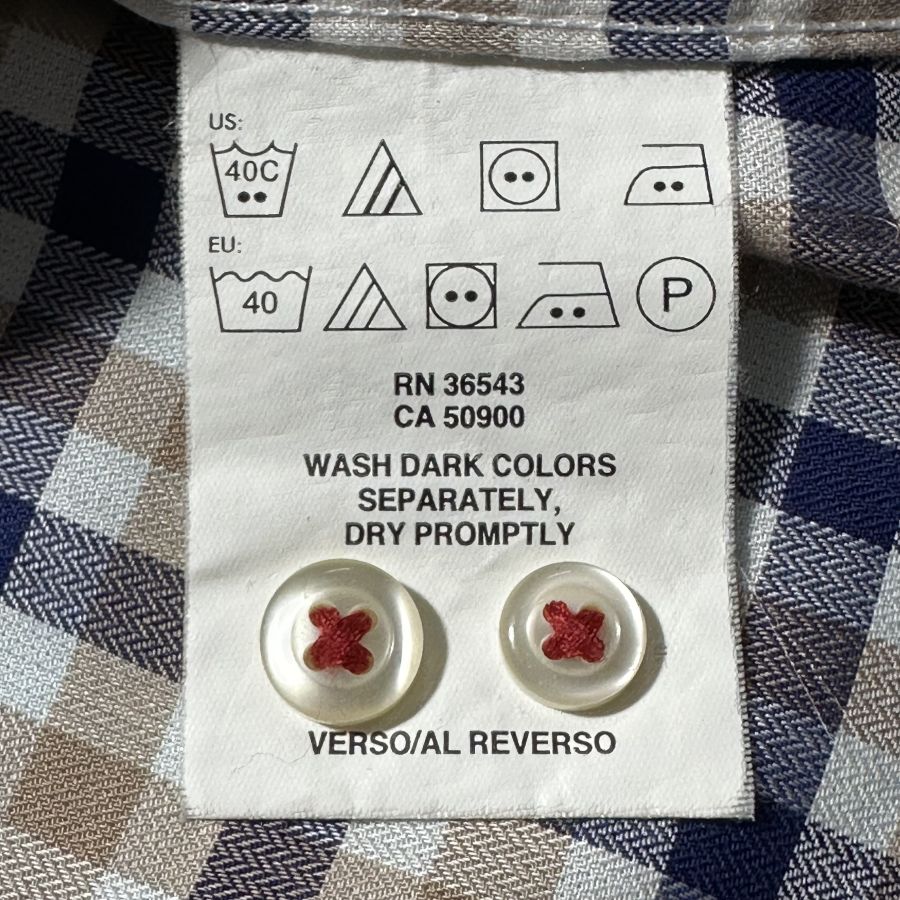 US:
40C
EU:
40 P
RN 36543
CA 50900
WASH DARK COLORS
SEPARATELY,
DRY PROMPTLY
VERSO/AL REVERSO